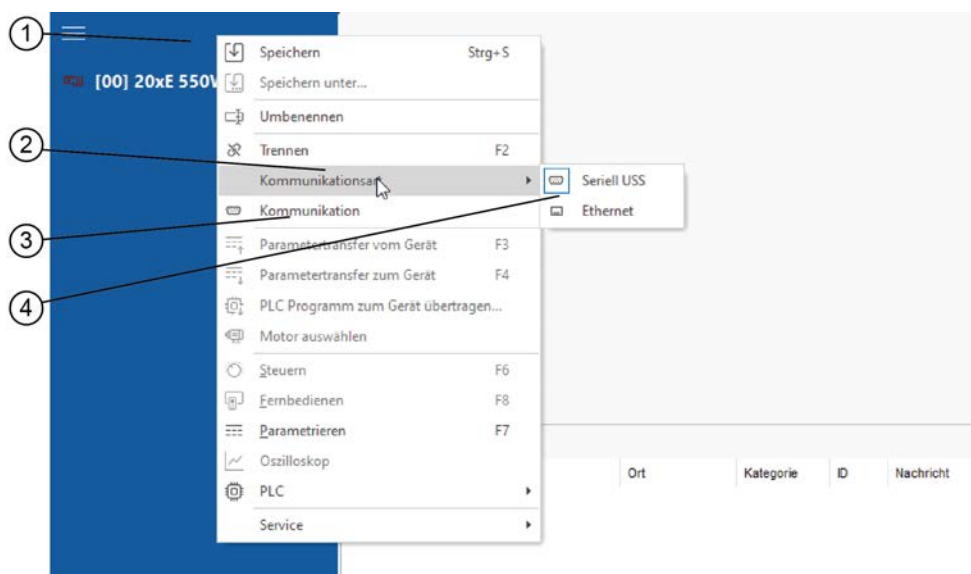 1
[00] 20xE 550
Speichern Strg+S
Speichern unter...
Umbenennen
2
Trennen F2
Kommunikationsart
Seriell USS
3
Kommunikation
Ethernet
Parametertransfer vom Gerät F3
4
Parametertransfer zum Gerät F4
PLC Programm zum Gerät übertragen...
Motor auswählen
Steuern F6
Fernbedienen F8
Parametrieren F7
Oszilloskop
Ort Kategorie ID Nachricht
PLC
Service